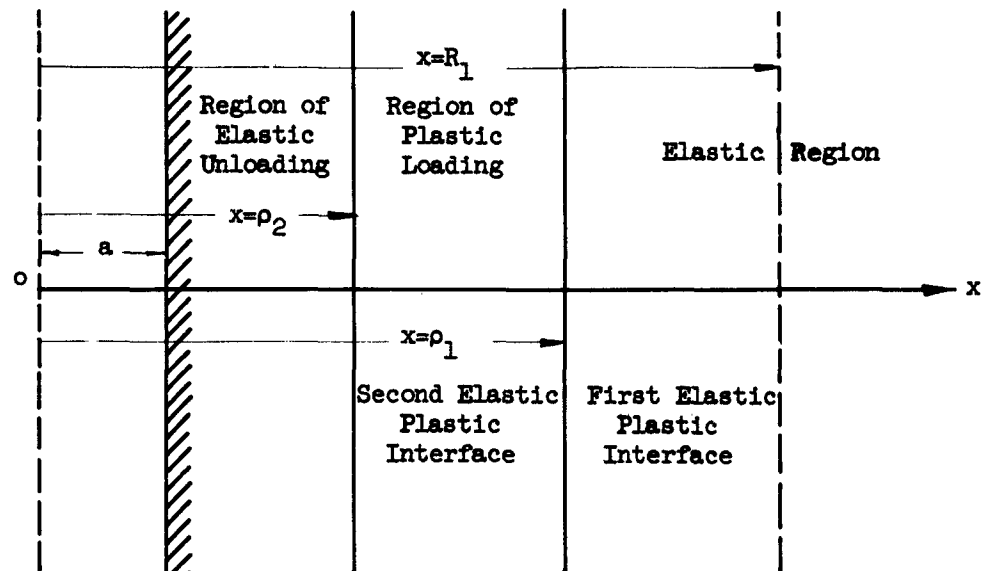 x=R₁
Region of
Elastic
Unloading
Region of
Plastic
Loading
Elastic Region
x=ρ₂
a
o
x
x=ρ₁
Second Elastic
Plastic
Interface
First Elastic
Plastic
Interface